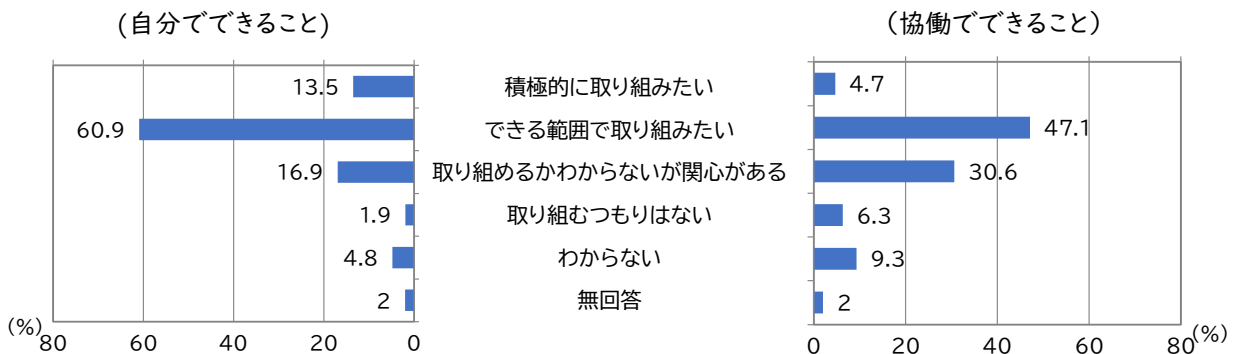 (自分でできること)
(協働でできること)
13.5 積極的に取り組みたい 4.7
60.9 できる範囲で取り組みたい 47.1
16.9 取り組めるかわからないが関心がある 30.6
1.9 取り組むつもりはない 6.3
4.8 わからない 9.3
2 無回答 2
(%) 80 60 40 20 0
0 20 40 60 80 (%)